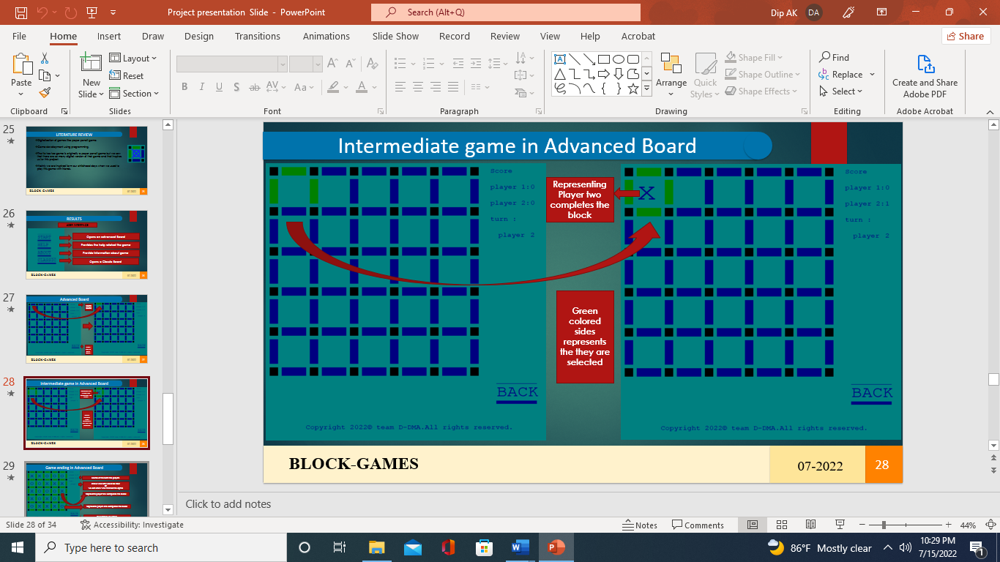 Project presentation Slide - PowerPoint
Search (Alt+Q)
Dip AK
DA
File Home Insert Draw Design Transitions Animations Slide Show Record Review View Help Acrobat
Share
Paste
Clipboard
New
Slide
Layout
Reset
Section
Slides
B I U S ab AV Aa A
Font
Paragraph
Arrange
Quick
Styles
Shape Fill
Shape Outline
Shape Effects
Drawing
Find
Replace
Select
Editing
Create and Share
Adobe PDF
Adobe Acrobat
25
LITERATURE REVIEW
BLOCK-GAMES
26
RESULTS
Opens an advanced Board
Provides the help related the game
Provide information about game
Opens a Classic Board
BLOCK-GAMES
27
Advanced Board
BLOCK-GAMES
28
Intermediate game in Advanced Board
BLOCK-GAMES
29
Game ending in Advanced Board
Intermediate game in Advanced Board
Score
player 1:0
player 2:0
turn :
player 2
BACK
Copyright 2022© team D-DMA.All rights reserved.
Representing
Player two
completes the
block
Green
colored
sides
represents
the they are
selected
X
Score
player 1:0
player 2:1
turn :
player 2
BACK
Copyright 2022© team D-DMA.All rights reserved.
BLOCK-GAMES
07-2022
28
Click to add notes
Slide 28 of 34
Accessibility: Investigate
Notes
Comments
44%
Type here to search
86°F Mostly clear
10:29 PM
7/15/2022
1